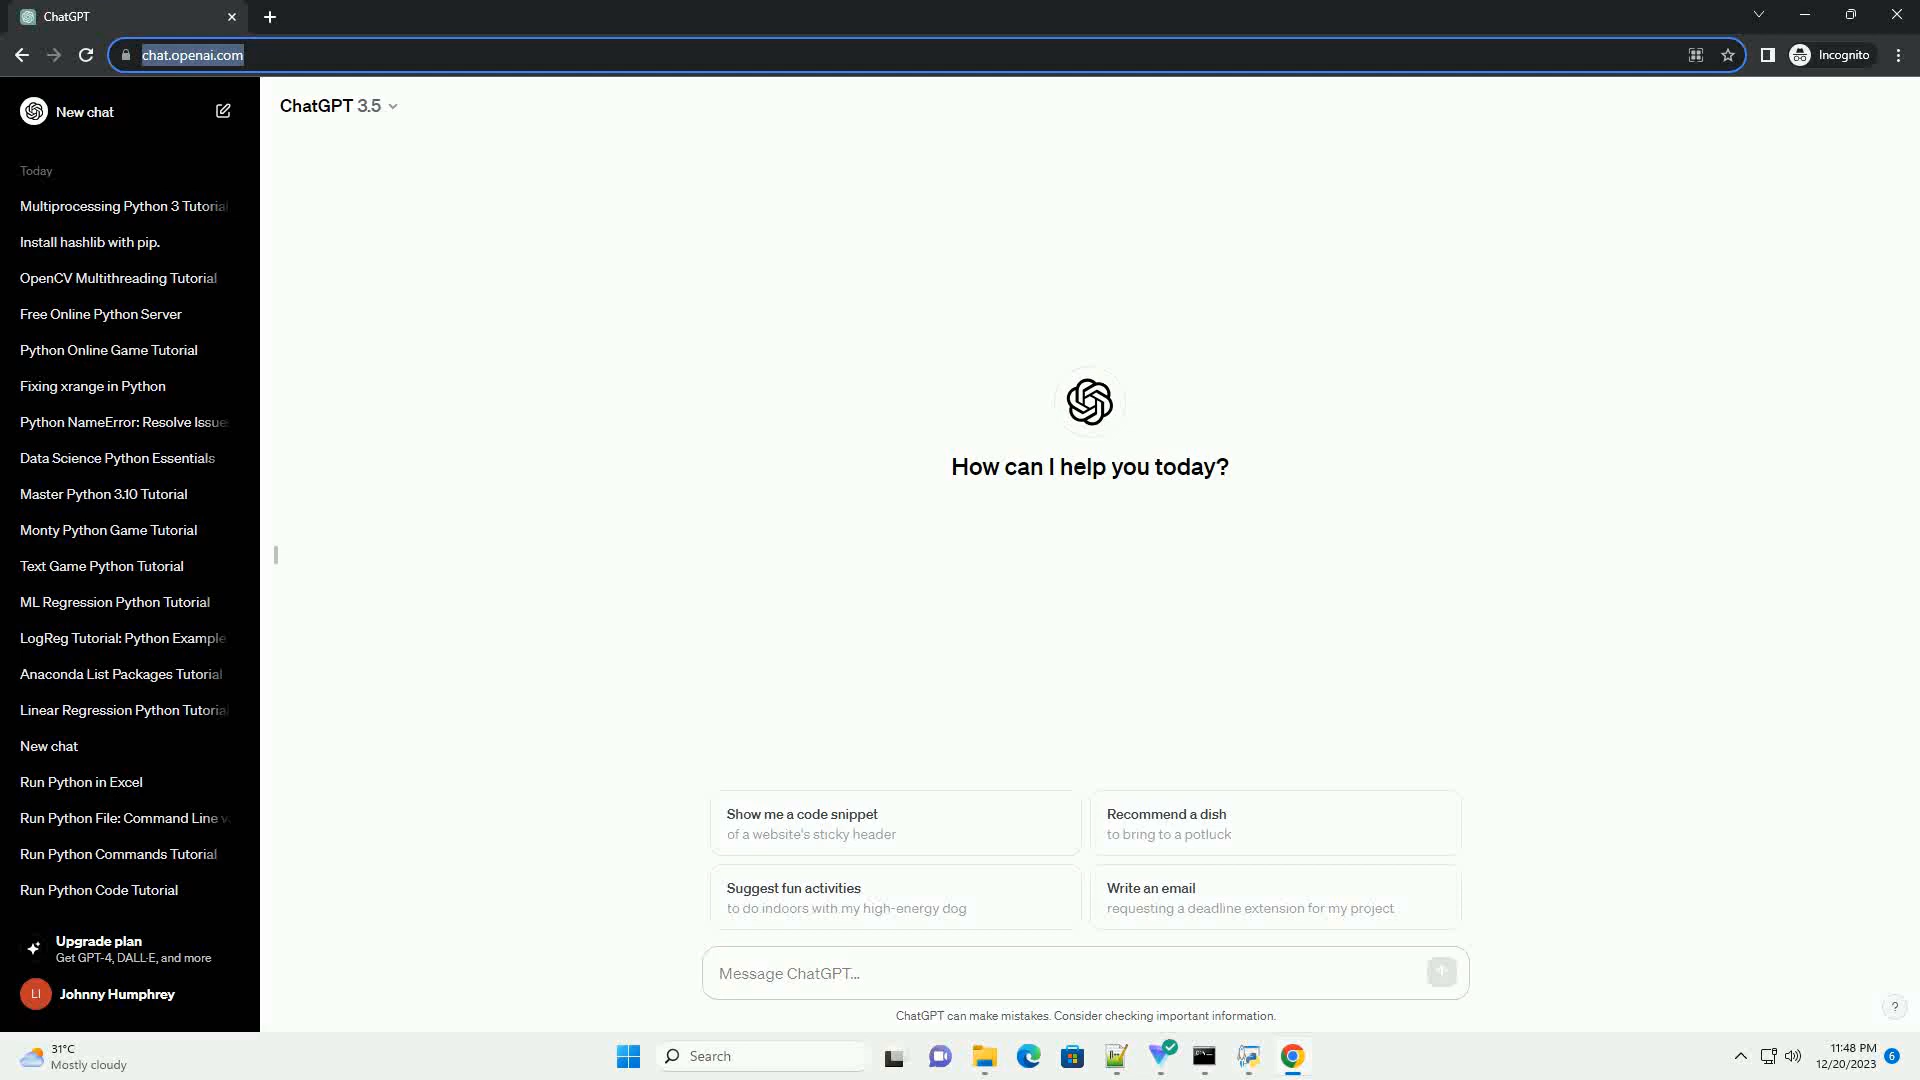 ChatGPT
chat.openai.com
Incognito
New chat
ChatGPT 3.5
Today
Multiprocessing Python 3 Tutorial
Install hashlib with pip.
OpenCV Multithreading Tutorial
Free Online Python Server
Python Online Game Tutorial
Fixing xrange in Python
Python NameError: Resolve Issue
Data Science Python Essentials
Master Python 3.10 Tutorial
Monty Python Game Tutorial
Text Game Python Tutorial
ML Regression Python Tutorial
LogReg Tutorial: Python Example
Anaconda List Packages Tutorial
Linear Regression Python Tutorial
New chat
Run Python in Excel
Run Python File: Command Line v
Run Python Commands Tutorial
Run Python Code Tutorial
Upgrade plan
Get GPT-4, DALL·E, and more
LI
Johnny Humphrey
How can I help you today?
Show me a code snippet
of a website's sticky header
Recommend a dish
to bring to a potluck
Suggest fun activities
to do indoors with my high-energy dog
Write an email
requesting a deadline extension for my project
Message ChatGPT...
ChatGPT can make mistakes. Consider checking important information.
?
31°C
Mostly cloudy
Search
11:48 PM
12/20/2023
6